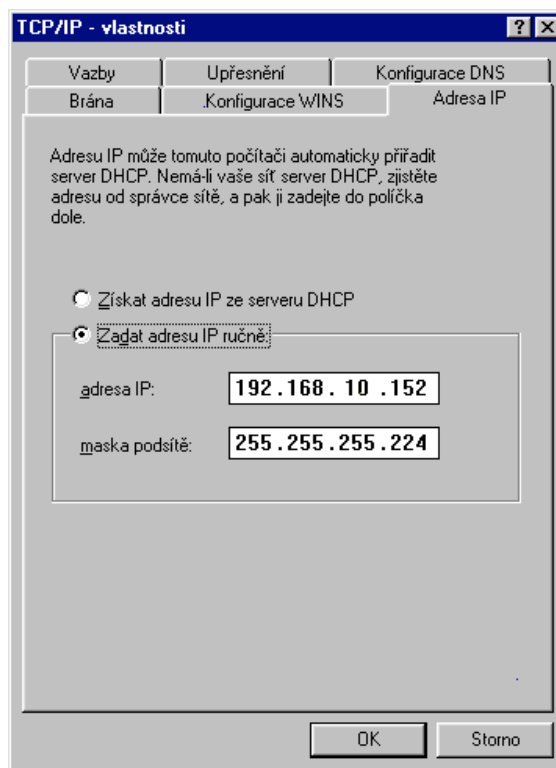 TCP/IP - vlastnosti
Vazby Upřesnění Konfigurace DNS
Brána Konfigurace WINS Adresa IP
Adresu IP může tomuto počítači automaticky přiřadit
server DHCP. Nemá-li vaše síť server DHCP, zjistěte
adresu od správce sítě, a pak ji zadejte do políčka
dole.
Získat adresu IP ze serveru DHCP
Zadat adresu IP ručně:
adresa IP: 192.168.10.152
maska podsítě: 255.255.255.224
OK Storno